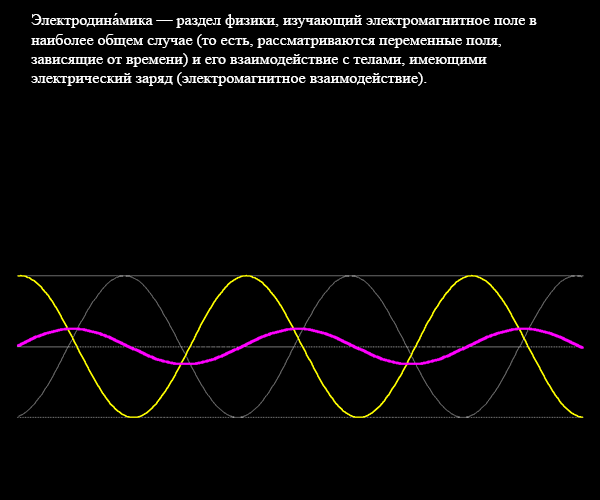 Электродина́мика — раздел физики, изучающий электромагнитное поле в
наиболее общем случае (то есть, рассматриваются переменные поля,
зависящие от времени) и его взаимодействие с телами, имеющими
электрический заряд (электромагнитное взаимодействие).